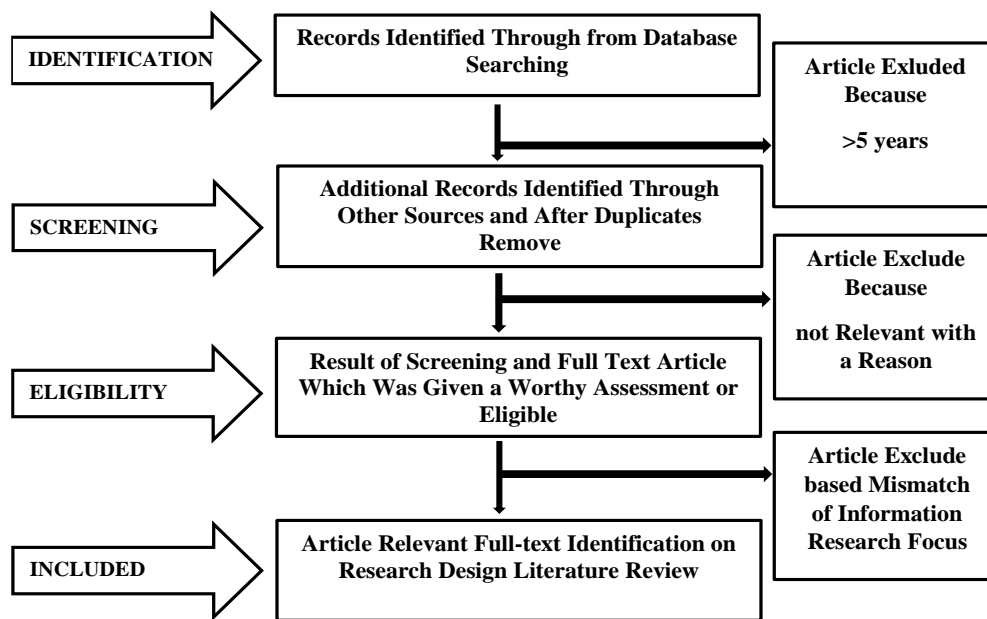 IDENTIFICATION
Records Identified Through from Database
Searching
Article Exluded
Because
>5 years
SCREENING
Additional Records Identified Through
Other Sources and After Duplicates
Remove
Article Exclude
Because
not Relevant with
a Reason
ELIGIBILITY
Result of Screening and Full Text Article
Which Was Given a Worthy Assessment or
Eligible
Article Exclude
based Mismatch
of Information
Research Focus
INCLUDED
Article Relevant Full-text Identification on
Research Design Literature Review